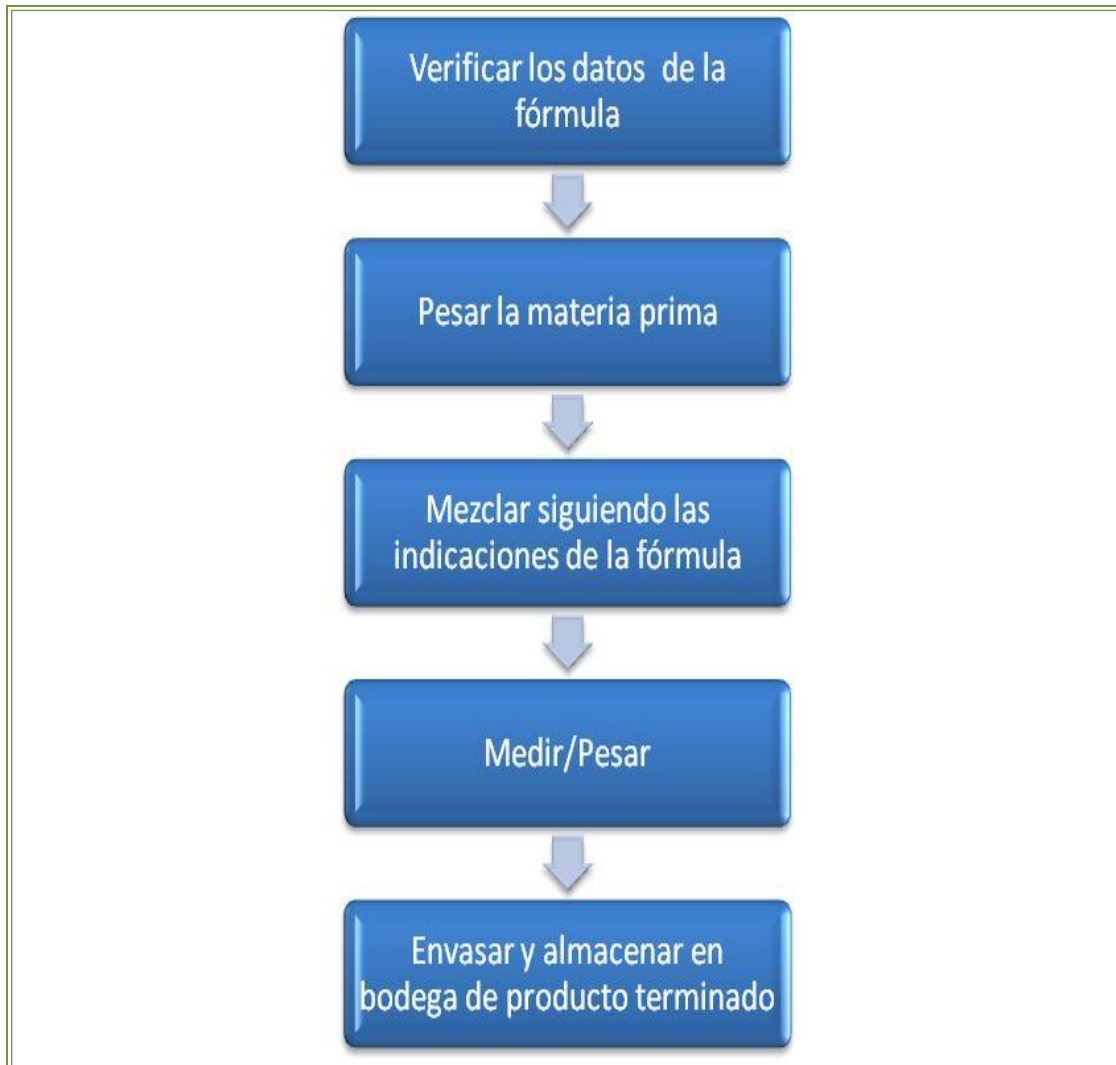 Verificar los datos de la
fórmula
Pesar la materia prima
Mezclar siguiendo las
indicaciones de la fórmula
Medir/Pesar
Envasar y almacenar en
bodega de producto terminado